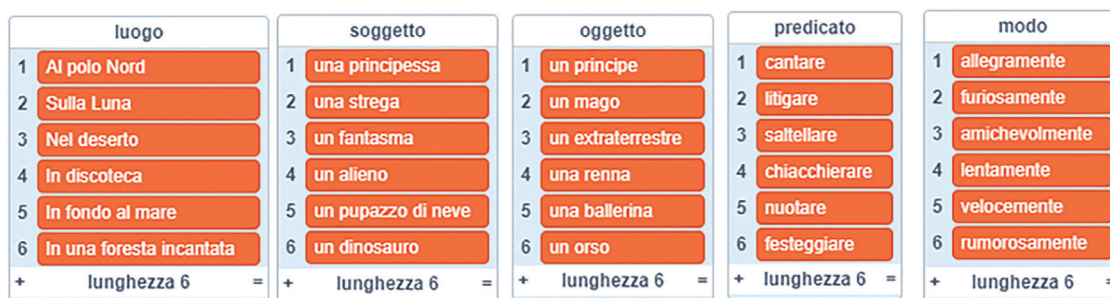 luogo
1 Al polo Nord
2 Sulla Luna
3 Nel deserto
4 In discoteca
5 In fondo al mare
6 In una foresta incantata
+ lunghezza 6 =
soggetto
1 una principessa
2 una strega
3 un fantasma
4 un alieno
5 un pupazzo di neve
6 un dinosauro
+ lunghezza 6 =
oggetto
1 un principe
2 un mago
3 un extraterrestre
4 una renna
5 una ballerina
6 un orso
+ lunghezza 6 =
predicato
1 cantare
2 litigare
3 saltellare
4 chiacchierare
5 nuotare
6 festeggiare
+ lunghezza 6 =
modo
1 allegramente
2 furiosamente
3 amichevolmente
4 lentamente
5 velocemente
6 rumorosamente
+ lunghezza 6 =